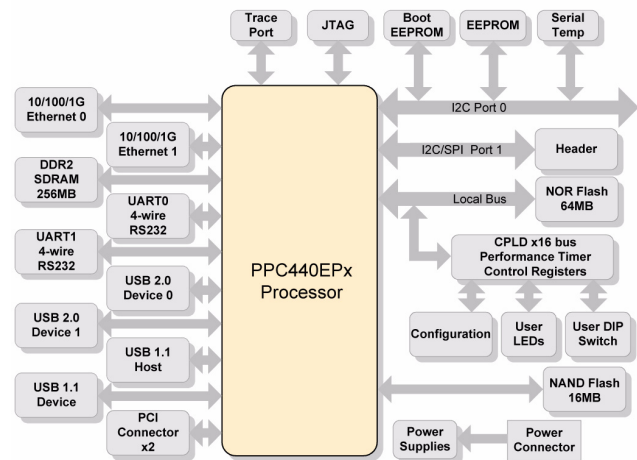 Trace
Port
JTAG
Boot
EEPROM
EEPROM
Serial
Temp
I2C Port 0
10/100/1G
Ethernet 0
10/100/1G
Ethernet 1
DDR2
SDRAM
256MB
UART0
4-wire
RS232
UART1
4-wire
RS232
USB 2.0
Device 0
USB 2.0
Device 1
USB 1.1
Host
USB 1.1
Device
PCI
Connector
x2
PPC440EPx
Processor
I2C/SPI Port 1
Header
Local Bus
NOR Flash
64MB
CPLD x16 bus
Performance Timer
Control Registers
Configuration
User
LEDs
User DIP
Switch
NAND Flash
16MB
Power
Supplies
Power
Connector